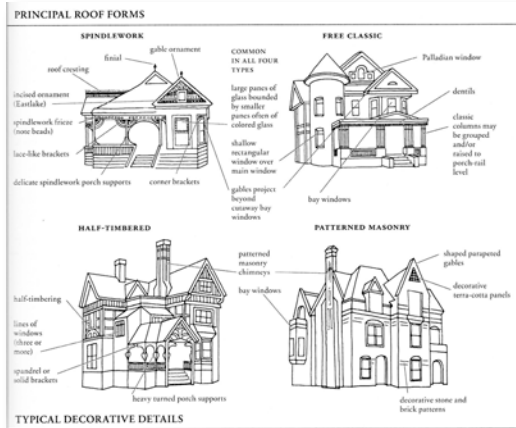 PRINCIPAL ROOF FORMS
SPINDLEWORK
finial
gable ornament
roof cresting
incised ornament
(Eastlake)
spindlework frieze
(note beads)
lace-like brackets
delicate spindlework porch supports
corner brackets
COMMON
IN ALL FOUR
TYPES
large panes of
glass bounded
by smaller
panes often of
colored glass
shallow
rectangular
window over
main window
gables project
beyond
cutaway bay
windows
FREE CLASSIC
Palladian window
dentils
classic
columns may
be grouped
and/or
raised to
porch-rail
level
bay windows
HALF-TIMBERED
half-timbering
lines of
windows
(three or
more)
spandrel or
solid brackets
heavy turned porch supports
patterned
masonry
chimneys
bay windows
PATTERNED MASONRY
shaped parapeted
gables
decorative
terra-cotta panels
decorative stone and
brick patterns
TYPICAL DECORATIVE DETAILS